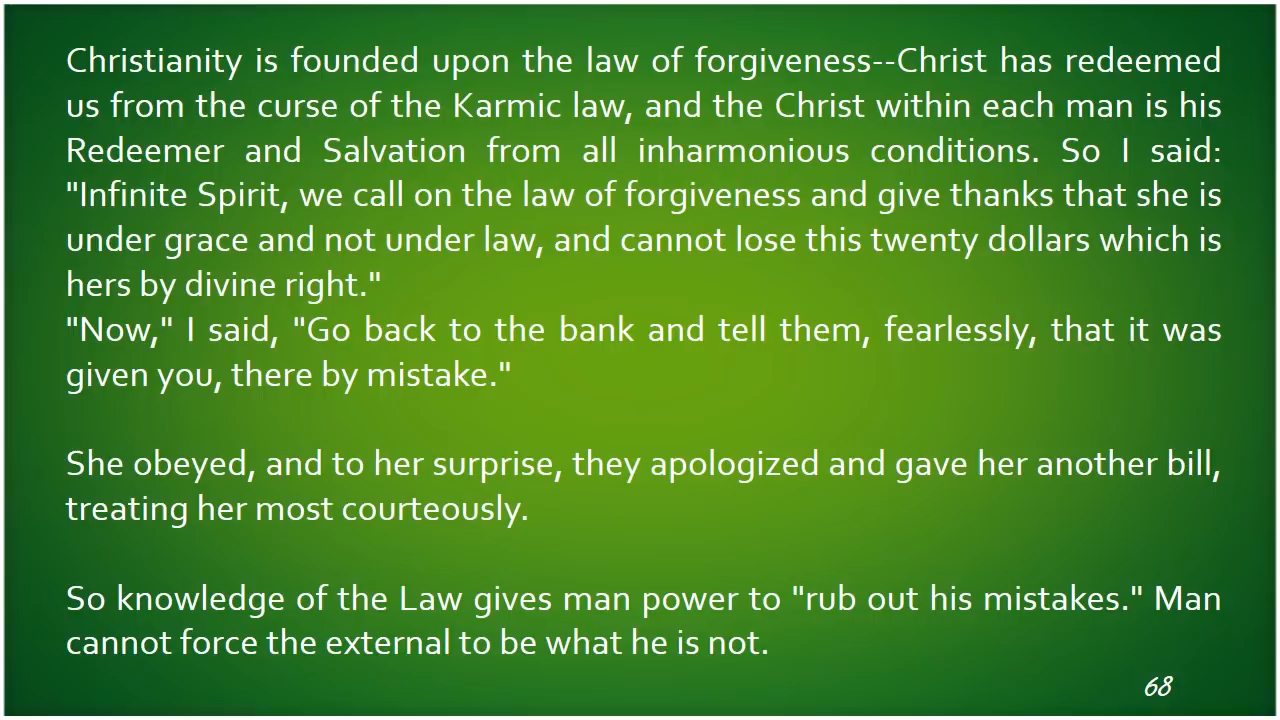 Christianity is founded upon the law of forgiveness--Christ has redeemed
us from the curse of the Karmic law, and the Christ within each man is his
Redeemer and Salvation from all inharmonious conditions. So I said:
"Infinite Spirit, we call on the law of forgiveness and give thanks that she is
under grace and not under law, and cannot lose this twenty dollars which is
hers by divine right."
"Now," I said, "Go back to the bank and tell them, fearlessly, that it was
given you, there by mistake."
She obeyed, and to her surprise, they apologized and gave her another bill,
treating her most courteously.
So knowledge of the Law gives man power to "rub out his mistakes." Man
cannot force the external to be what he is not.
68